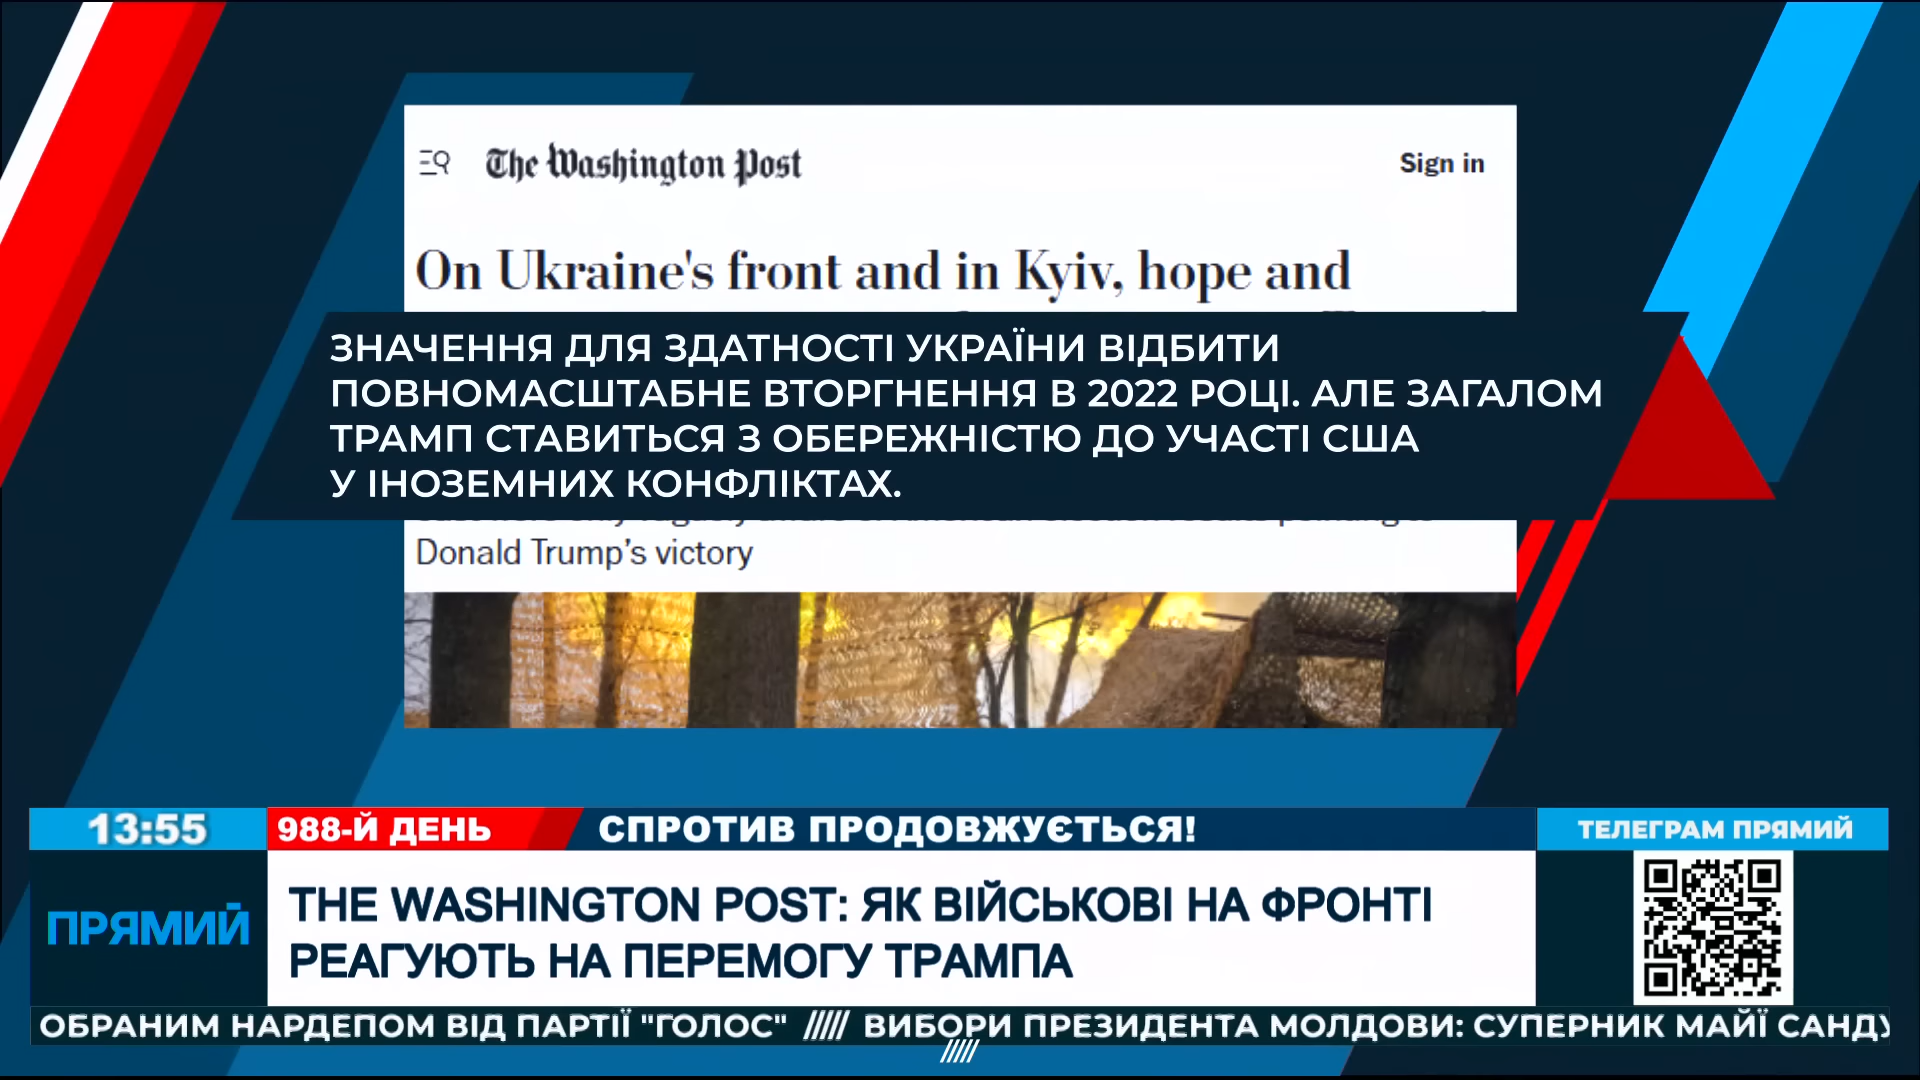 The Washington Post
Sign in
On Ukraine's front and in Kyiv, hope and
ЗНАЧЕННЯ ДЛЯ ЗДАТНОСТІ УКРАЇНИ ВІДБИТИ
ПОВНОМАСШТАБНЕ ВТОРГНЕННЯ В 2022 РОЦІ. АЛЕ ЗАГАЛОМ
ТРАМП СТАВИТЬСЯ З ОБЕРЕЖНІСТЮ ДО УЧАСТІ США
У ІНОЗЕМНИХ КОНФЛІКТАХ.
Donald Trump’s victory
13:55
988-Й ДЕНЬ
СПРОТИВ ПРОДОВЖУЄТЬСЯ!
ТЕЛЕГРАМ ПРЯМИЙ
ПРЯМИЙ
THE WASHINGTON POST: ЯК ВІЙСЬКОВІ НА ФРОНТІ
РЕАГУЮТЬ НА ПЕРЕМОГУ ТРАМПА
ОБРАНИМ НАРДЕПОМ ВІД ПАРТІЇ "ГОЛОС" ///// ВИБОРИ ПРЕЗИДЕНТА МОЛДОВИ: СУПЕРНИК МАЙЇ САНДУ